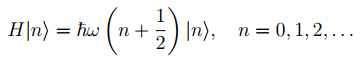 H|n⟩ = ħω(n + 1/2)|n⟩, n = 0, 1, 2, . . .